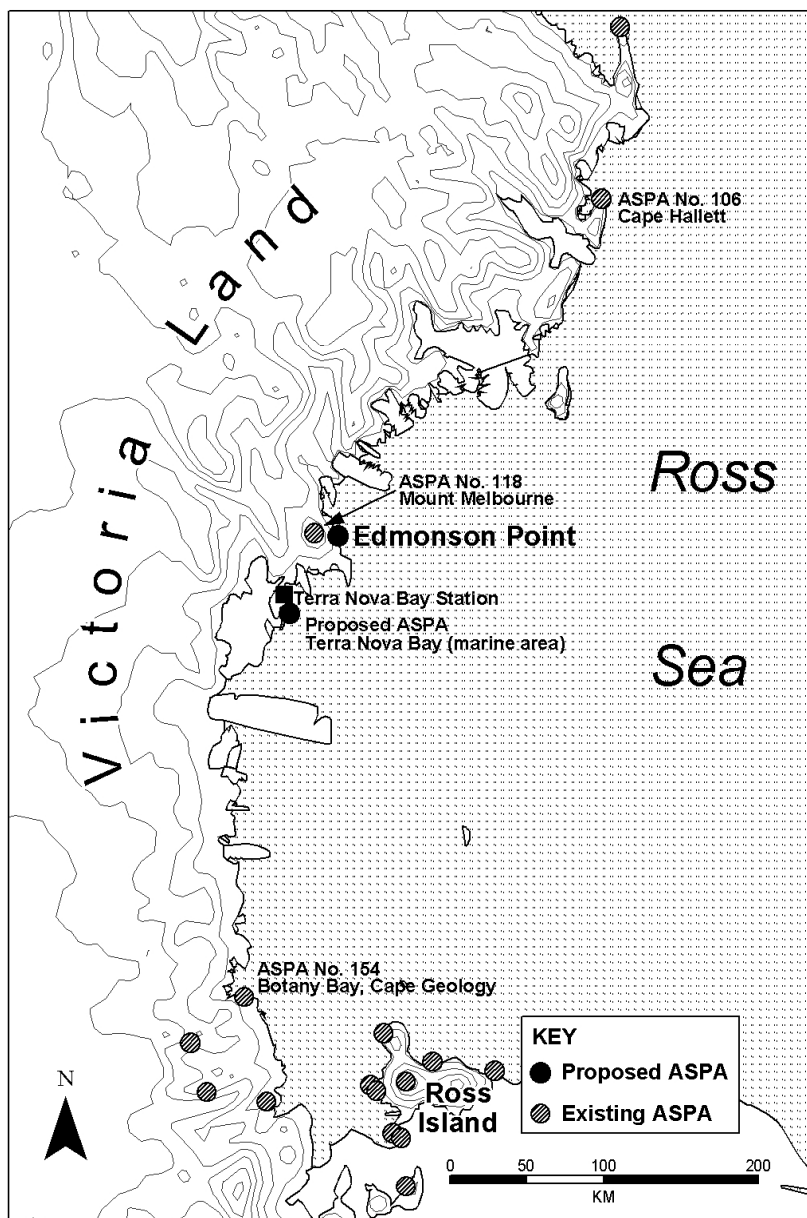 ASPA No. 106
Cape Hallett
Victoria Land
Ross
Sea
ASPA No. 118
Mount Melbourne
Edmonson Point
Terra Nova Bay Station
Proposed ASPA
Terra Nova Bay (marine area)
ASPA No. 154
Botany Bay, Cape Geology
Ross
Island
KEY
Proposed ASPA
Existing ASPA
N
0 50 100 200
KM